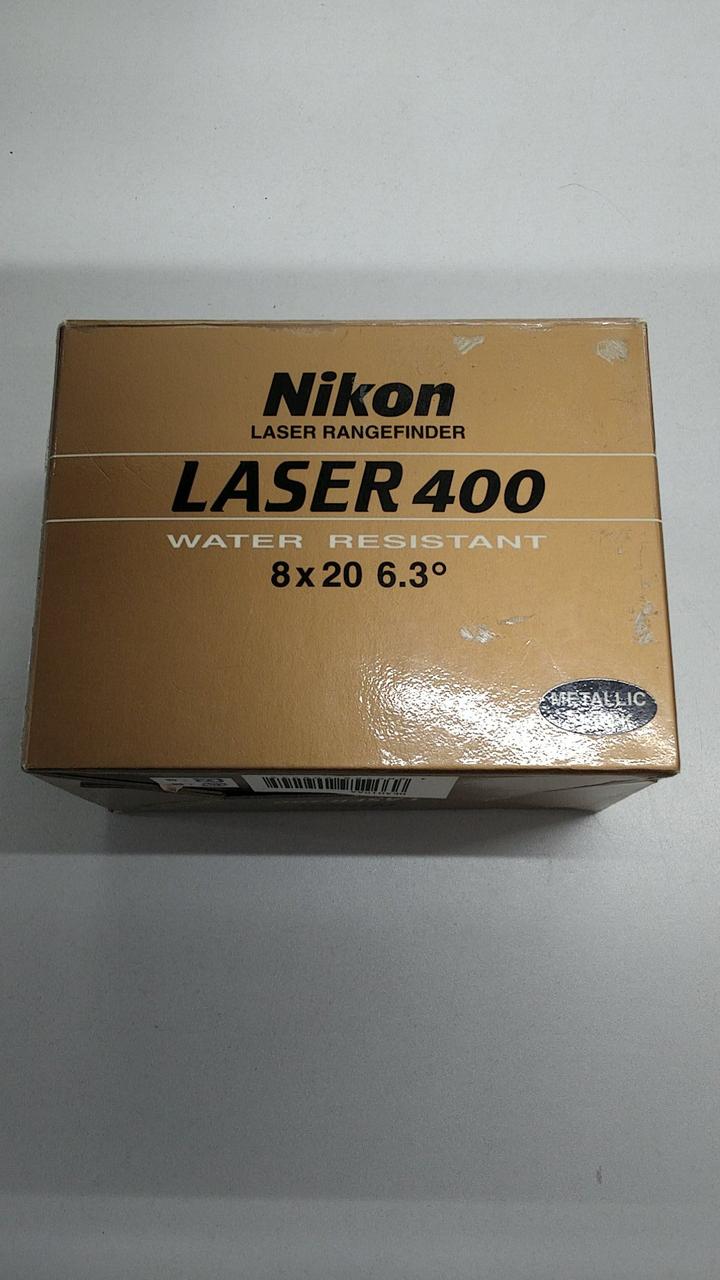 Nikon
LASER RANGEFINDER
LASER 400
WATER RESISTANT
8x20 6.3°
METALLIC